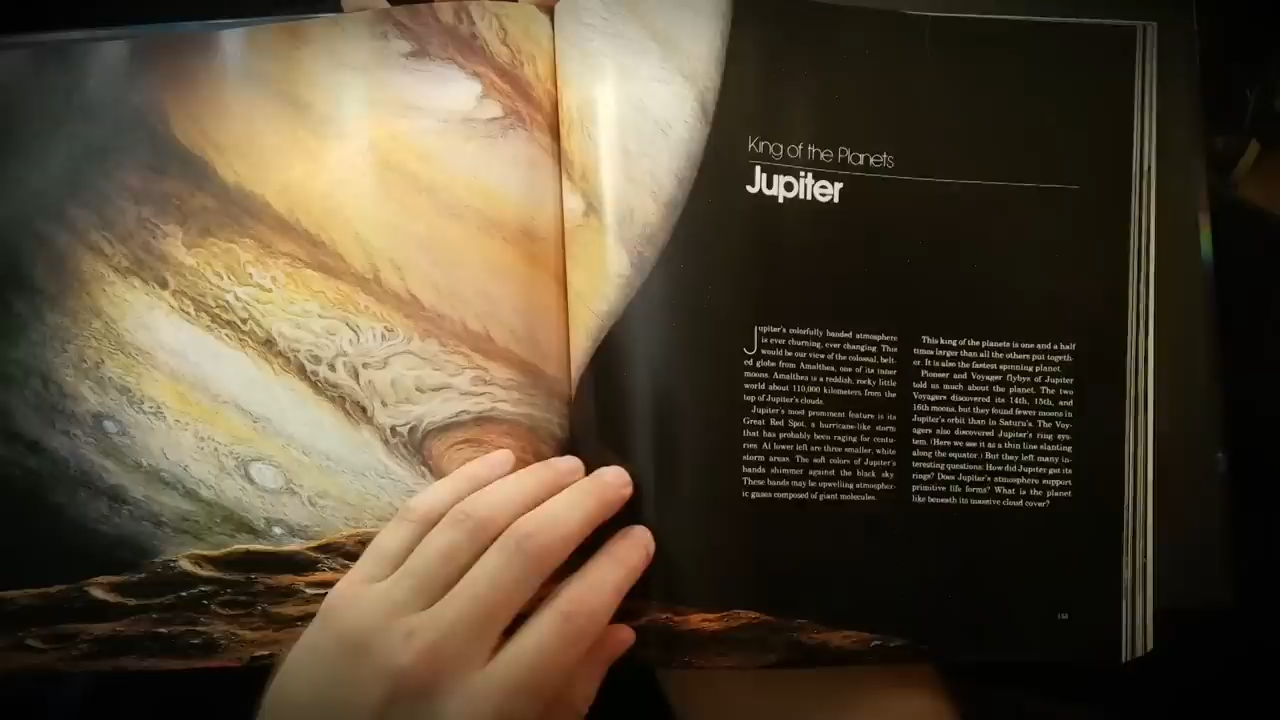 King of the Planets
Jupiter
Jupiter's colorfully banded atmosphere
is ever churning, ever changing. This
would be our view of the colossal, belt-
ed globe from Amalthea, one of its inner
moons. Amalthea is a reddish, rocky little
world about 110,000 kilometers from the
top of Jupiter's clouds.
Jupiter's most prominent feature is its
Great Red Spot, a hurricane-like storm
that has probably been raging for centu-
ries. At lower left are three smaller, white
storm areas. The soft colors of Jupiter's
bands shimmer against the black sky.
These bands may be upwelling atmospher-
ic gases composed of giant molecules.
This king of the planets is one and a half
times larger than all the others put togeth-
er. It is also the fastest spinning planet.
Pioneer and Voyager flybys of Jupiter
told us much about the planet. The two
Voyagers discovered its 14th, 15th, and
16th moons, but they found fewer moons in
Jupiter's orbit than in Saturn's. The Voy-
agers also discovered Jupiter's ring sys-
tem. (Here we see it as a thin line slanting
along the equator.) But they left many in-
teresting questions: How did Jupiter get its
rings? Does Jupiter's atmosphere support
primitive life forms? What is the planet
like beneath its massive cloud cover?